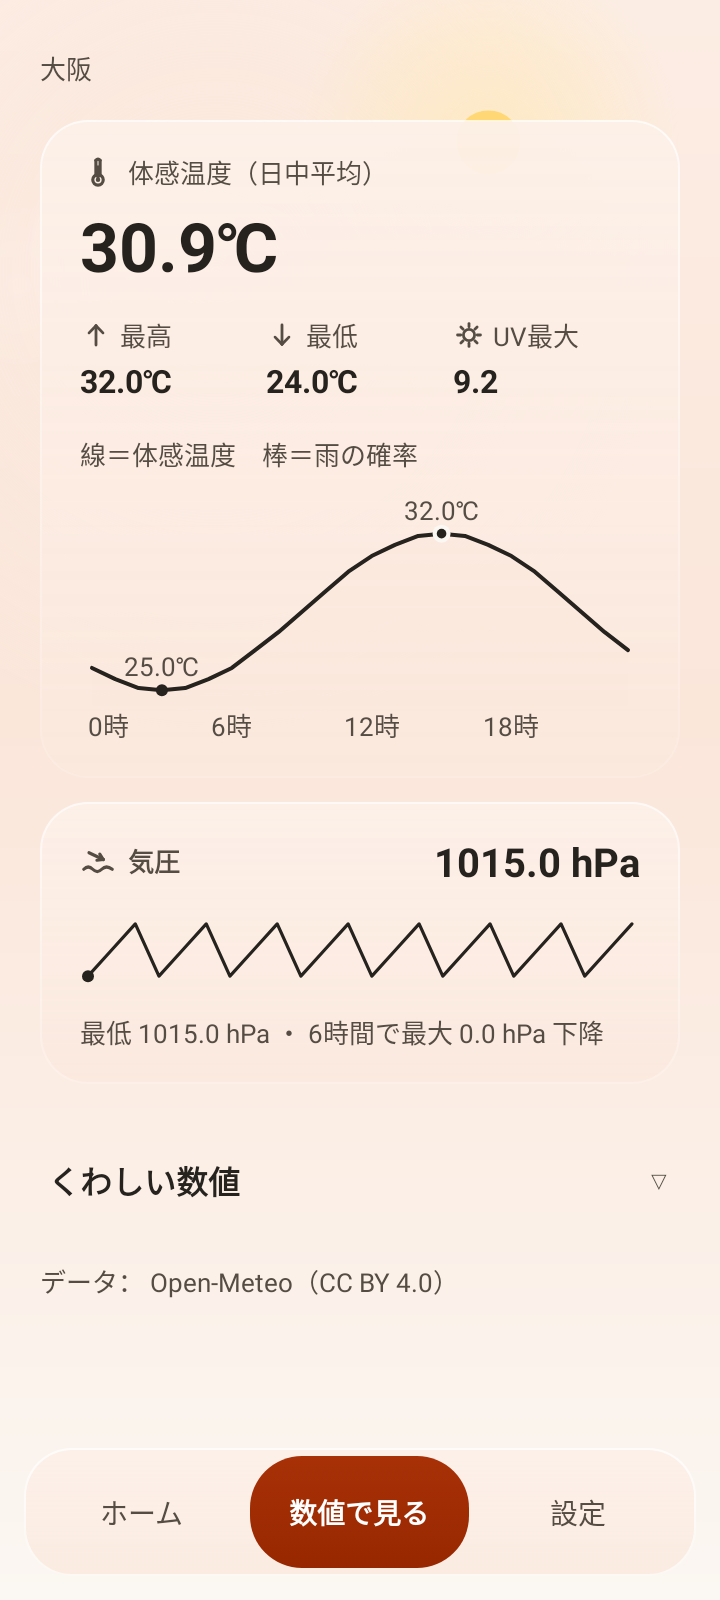 大阪
体感温度（日中平均）
30.9℃
最高 最低 UV最大
32.0℃ 24.0℃ 9.2
線＝体感温度　棒＝雨の確率
32.0℃
25.0℃
0時 6時 12時 18時
気圧 1015.0 hPa
最低 1015.0 hPa ・ 6時間で最大 0.0 hPa 下降
くわしい数値 ▽
データ： Open-Meteo（CC BY 4.0）
ホーム 数値で見る 設定